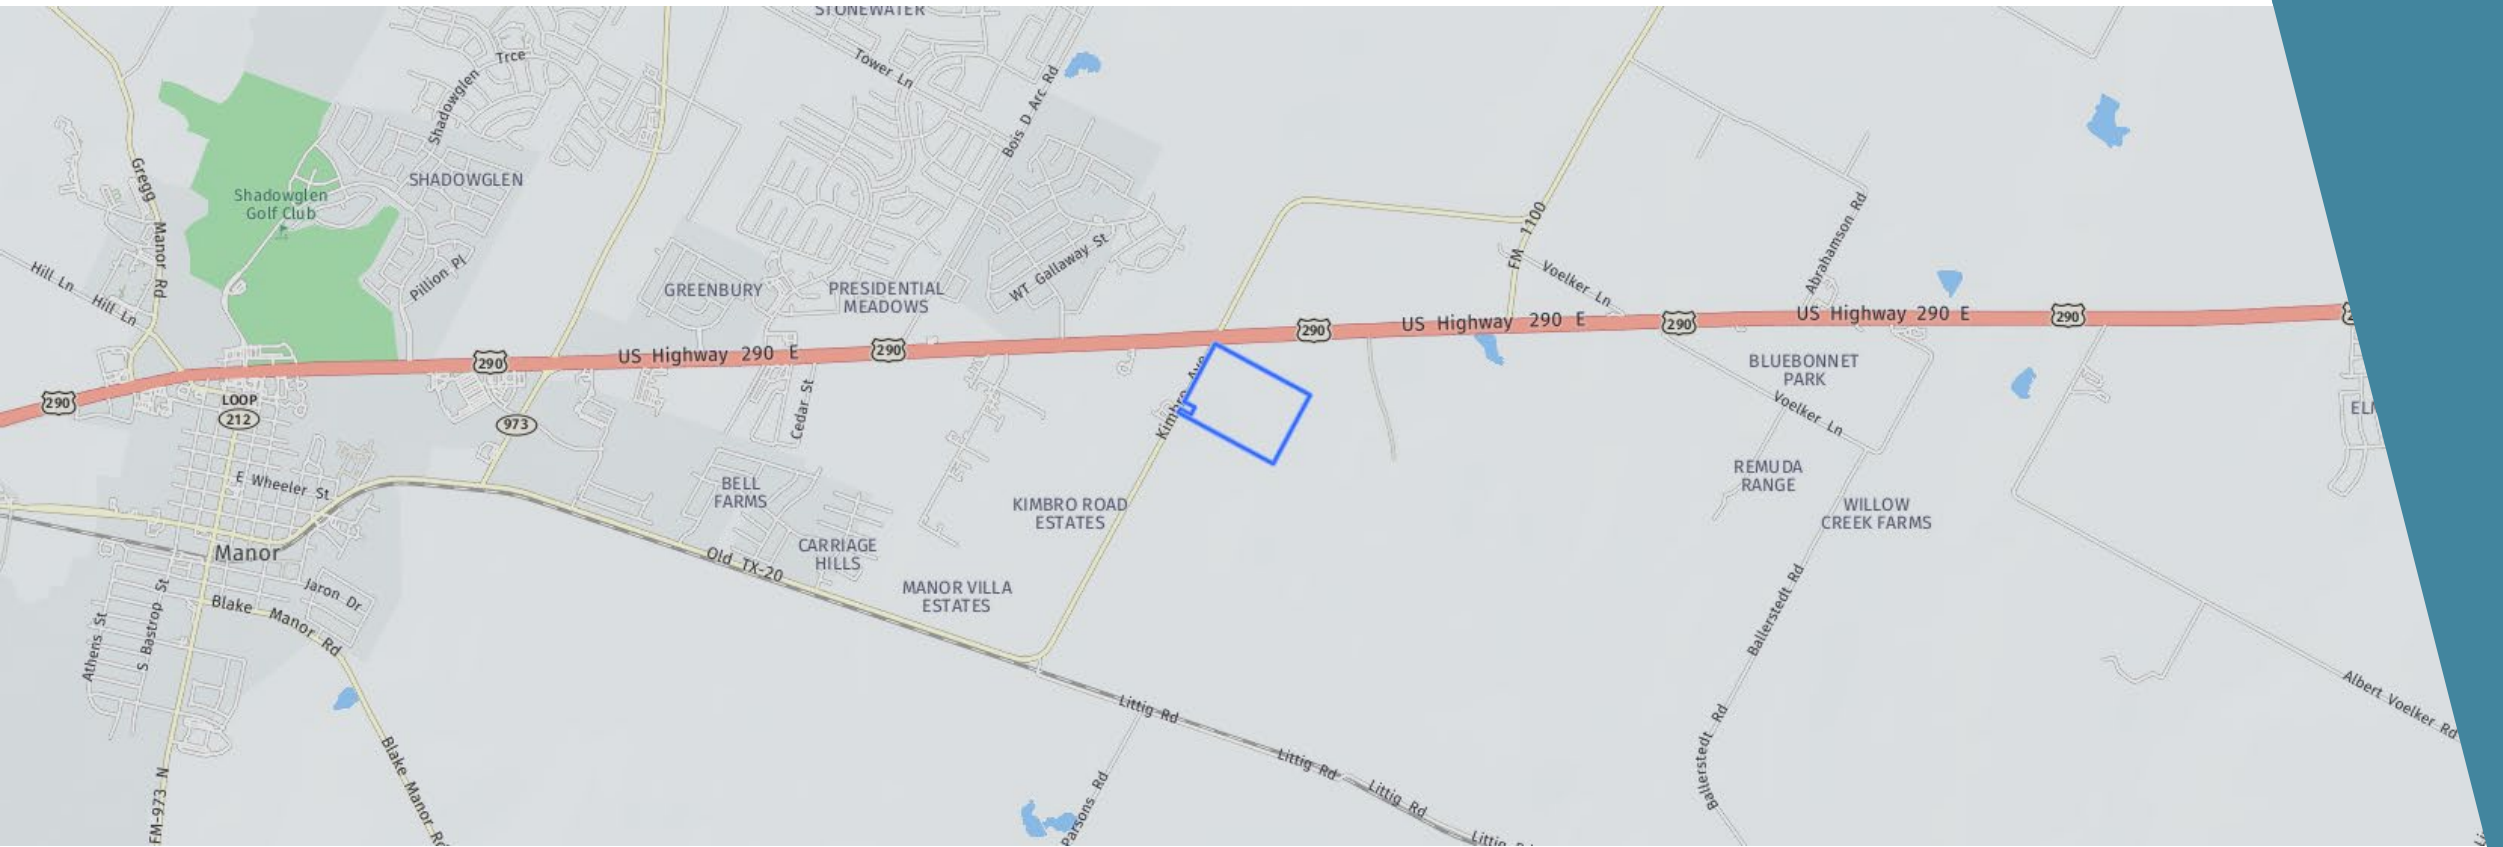 STONEWATER
Trce
Tower Ln
Shadowglen
Bois D Arc Rd
Gregg
Manor Rd
SHADOWGLEN
Shadowglen
Golf Club
Abrahamson Rd
FM 1100
WT Gallaway St
Hill Ln
Hill Ln
Pillion Pl
GREENBURY
PRESIDENTIAL
MEADOWS
Voelker Ln
US Highway 290 E
290
US Highway 290 E
290
290
US Highway 290 E
290
290
290
LOOP
212
973
Cedar St
Kimbro Ave
BLUEBONNET
PARK
Voelker Ln
E Wheeler St
BELL
FARMS
KIMBRO ROAD
ESTATES
REMUDA
RANGE
WILLOW
CREEK FARMS
Manor
CARRIAGE
HILLS
Old TX-20
MANOR VILLA
ESTATES
Jaron Dr
Blake Manor Rd
Athens St
S Bastrop St
Ballerstedt Rd
Littig Rd
Albert Voelker Rd
Ballerstedt Rd
Littig Rd
Littig Rd
Littig
FM-973 N
Blake Manor Rd
Parsons Rd